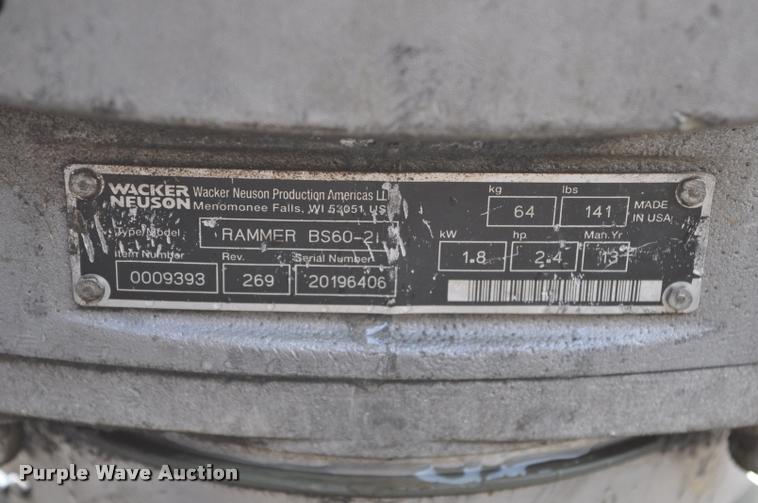 WACKER
NEUSON
Wacker Neuson Production Americas LL
Menomonee Falls, WI 53051 US
Type/Model
RAMMER BS60-2i
Item Number
Rev.
Serial Number
0009393
269
20196406
kg
lbs
64
141
MADE
IN USA
kW
hp
Man.Yr
1.8
2.4
13
Purple Wave Auction